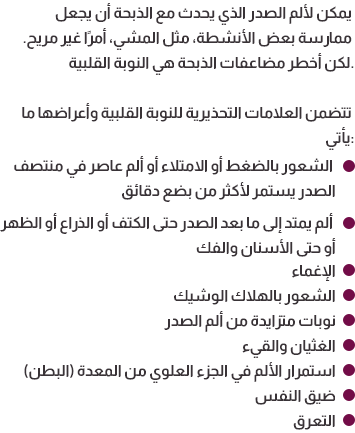 يمكن لألم الصدر الذي يحدث مع الذبحة أن يجعل
ممارسة بعض الأنشطة، مثل المشي، أمرًا غير مريح.
لكن أخطر مضاعفات الذبحة هي النوبة القلبية.
تتضمن العلامات التحذيرية للنوبة القلبية وأعراضها ما
يأتي:
الشعور بالضغط أو الامتلاء أو ألم عاصر في منتصف
الصدر يستمر لأكثر من بضع دقائق
ألم يمتد إلى ما بعد الصدر حتى الكتف أو الذراع أو الظهر
أو حتى الأسنان والفك
الإغماء
الشعور بالهلاك الوشيك
نوبات متزايدة من ألم الصدر
الغثيان والقيء
استمرار الألم في الجزء العلوي من المعدة (البطن)
ضيق النفس
التعرق